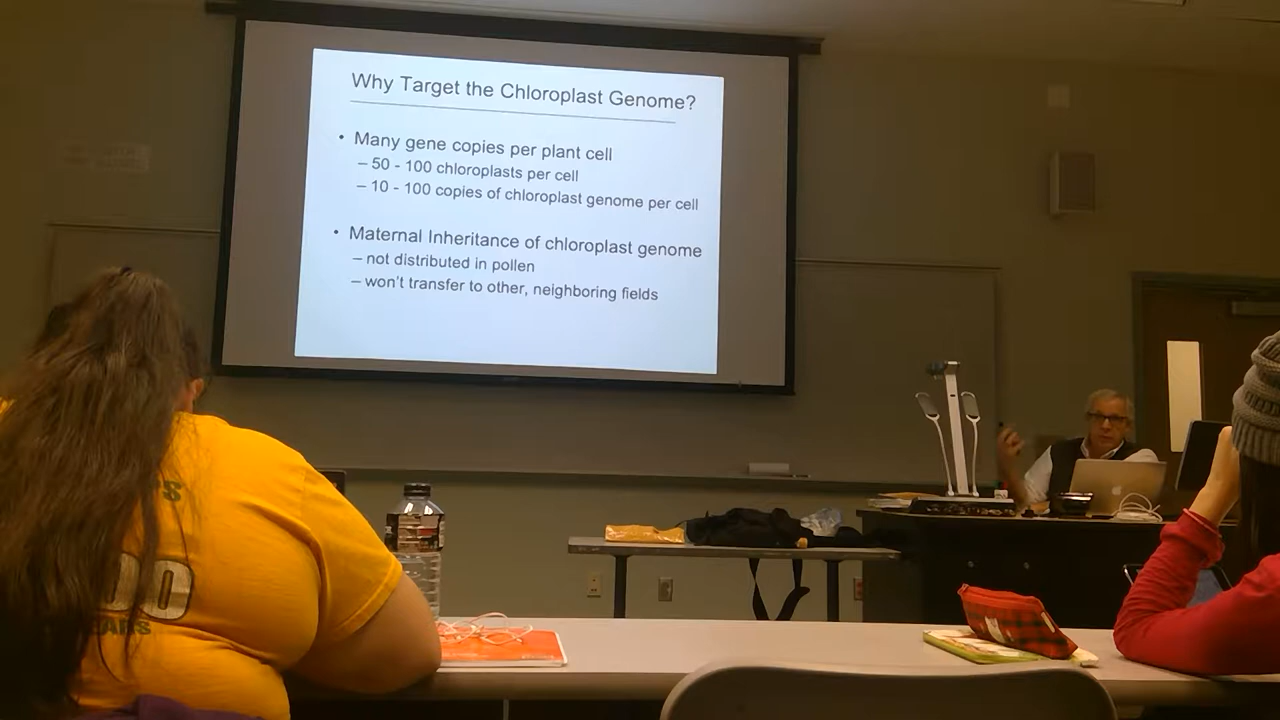 Why Target the Chloroplast Genome?
• Many gene copies per plant cell
– 50 - 100 chloroplasts per cell
– 10 - 100 copies of chloroplast genome per cell
• Maternal Inheritance of chloroplast genome
– not distributed in pollen
– won't transfer to other, neighboring fields